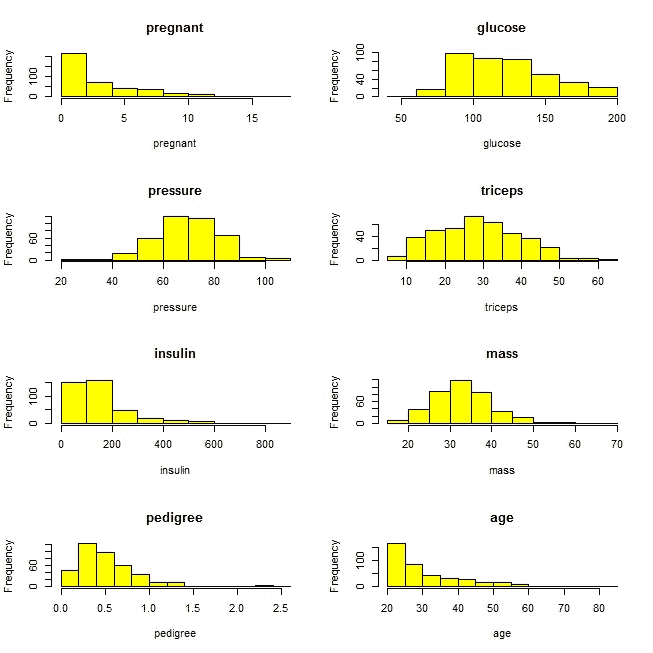 pregnant
Frequency
0 100
0 5 10 15
pregnant
glucose
Frequency
0 40 100
50 100 150 200
glucose
pressure
Frequency
0 60
20 40 60 80 100
pressure
triceps
Frequency
0 40
10 20 30 40 50 60
triceps
insulin
Frequency
0 100
0 200 400 600 800
insulin
mass
Frequency
0 60
20 30 40 50 60 70
mass
pedigree
Frequency
0 60
0.0 0.5 1.0 1.5 2.0 2.5
pedigree
age
Frequency
0 100
20 30 40 50 60 70 80
age